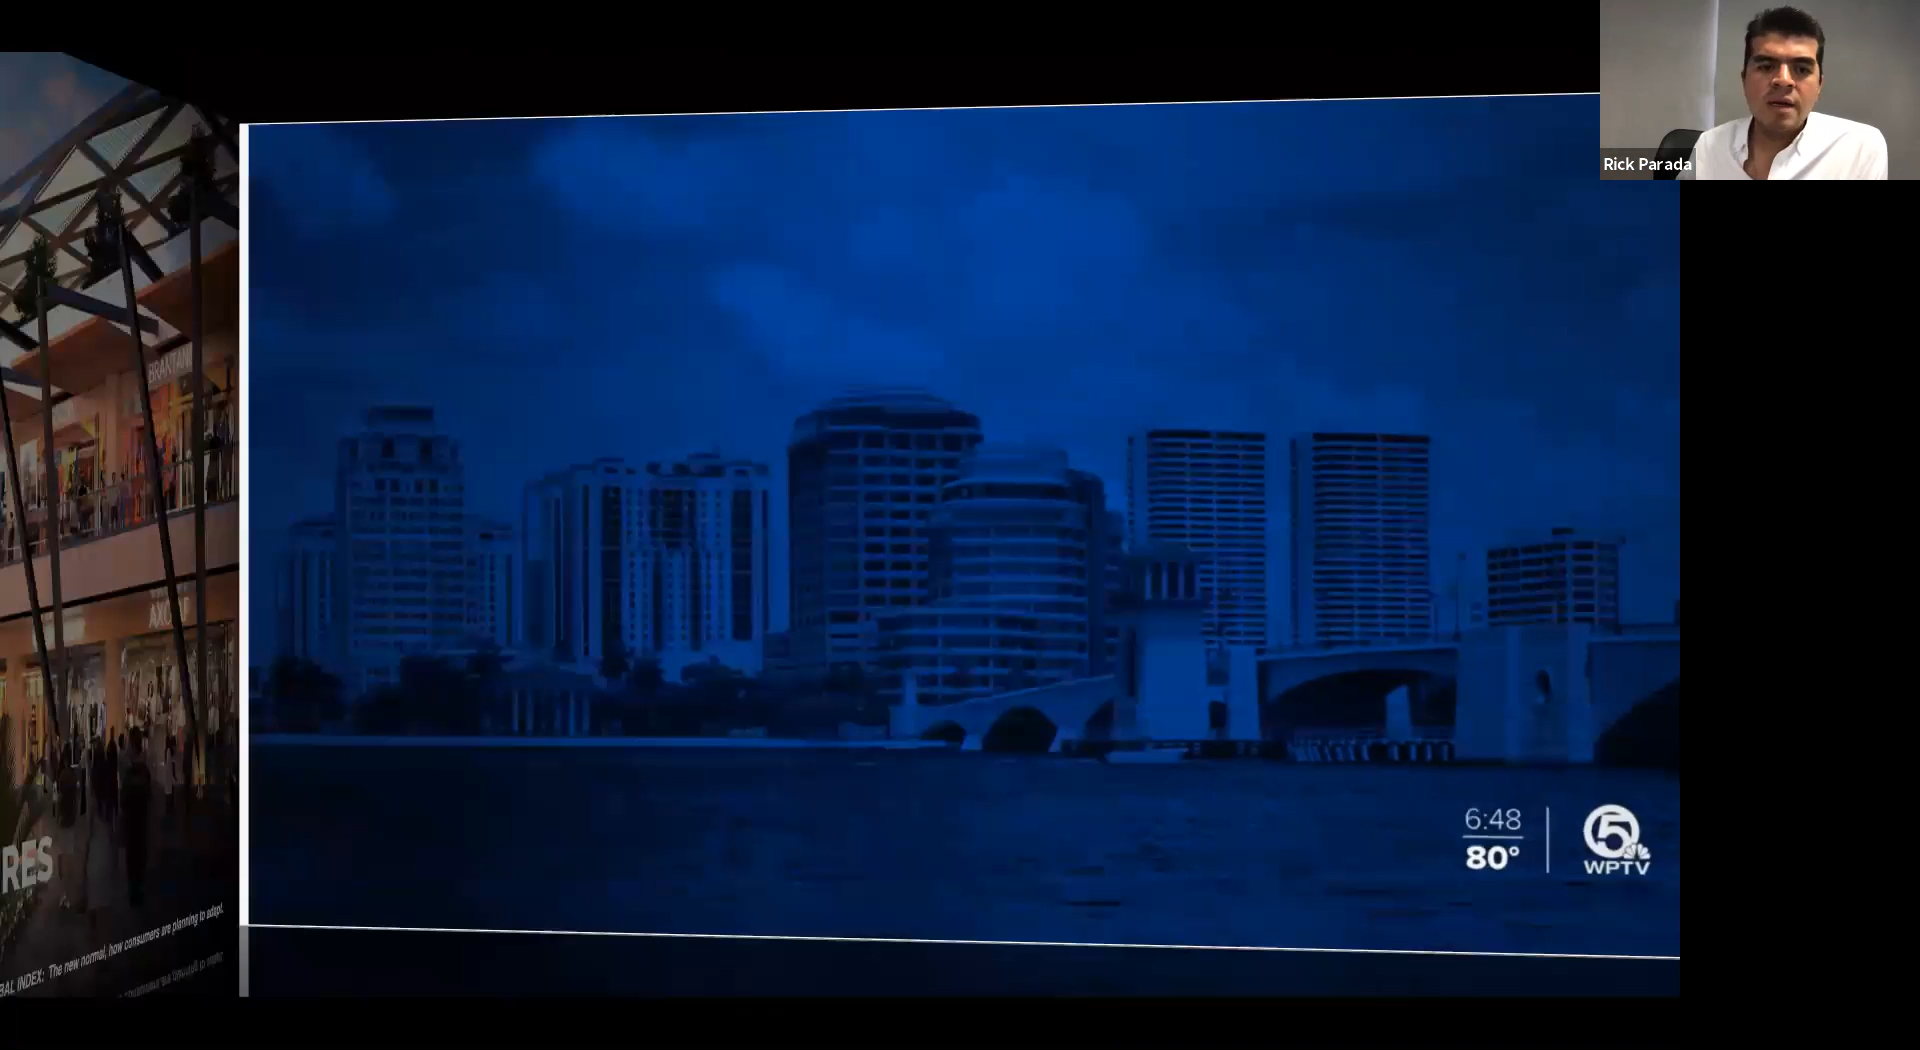 Rick Parada
BRAKTAN
RES
BAL INDEX: The new normal, how consumers are planning to adapt.
6:48
80°
5
WPTV